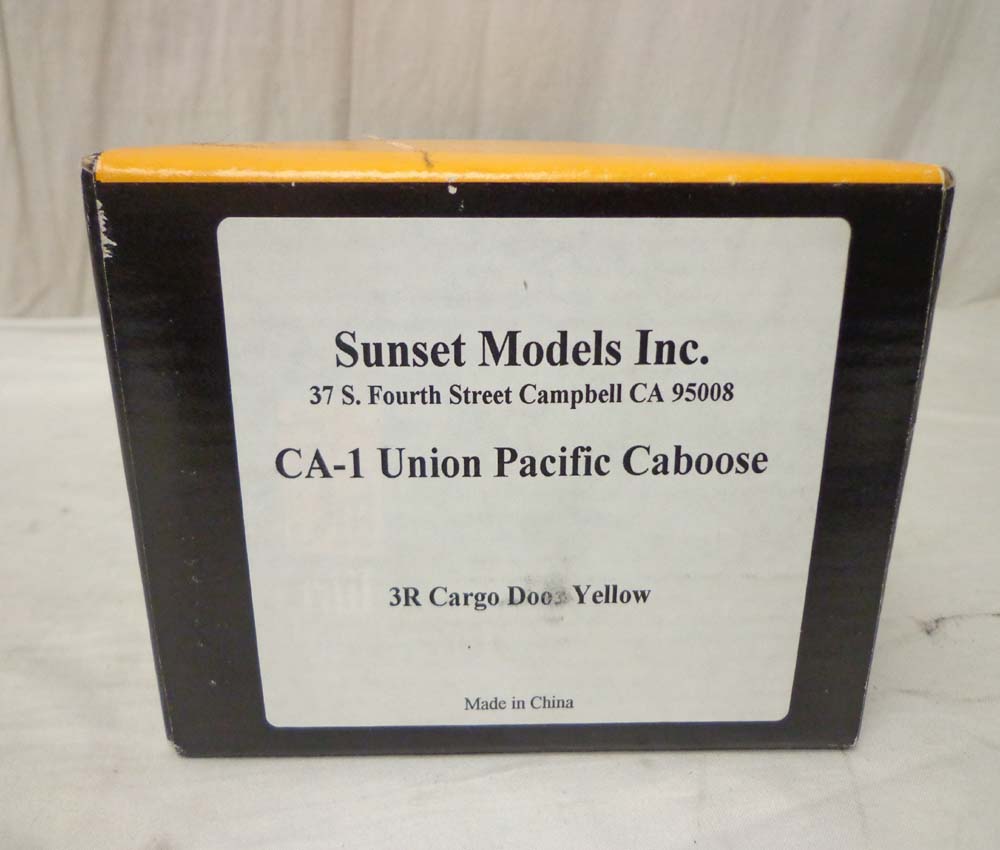 Sunset Models Inc.
37 S. Fourth Street Campbell CA 95008
CA-1 Union Pacific Caboose
3R Cargo Door Yellow
Made in China